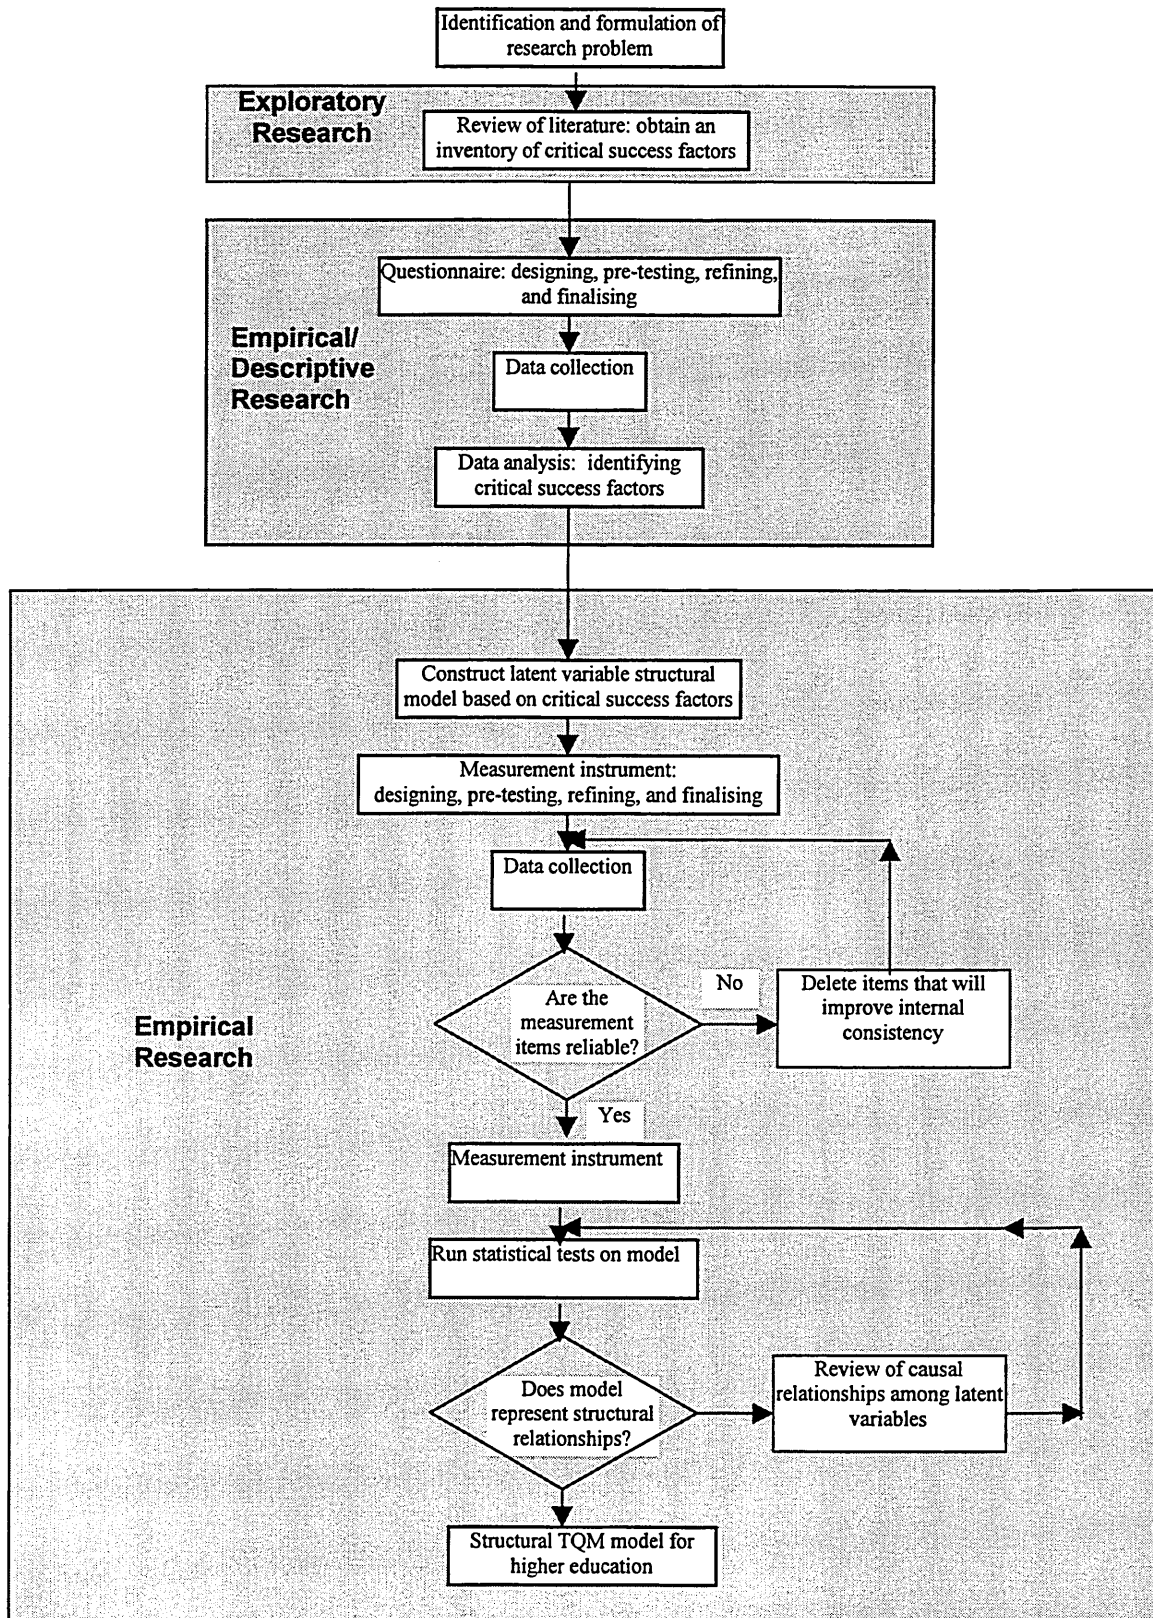 Identification and formulation of
research problem
Exploratory
Research
Review of literature: obtain an
inventory of critical success factors
Questionnaire: designing, pre-testing, refining,
and finalising
Empirical/
Descriptive
Research
Data collection
Data analysis: identifying
critical success factors
Construct latent variable structural
model based on critical success factors
Measurement instrument:
designing, pre-testing, refining, and finalising
Data collection
Are the
measurement
items reliable?
No
Delete items that will
improve internal
consistency
Empirical
Research
Yes
Measurement instrument
Run statistical tests on model
Does model
represent structural
relationships?
Review of causal
relationships among latent
variables
Structural TQM model for
higher education